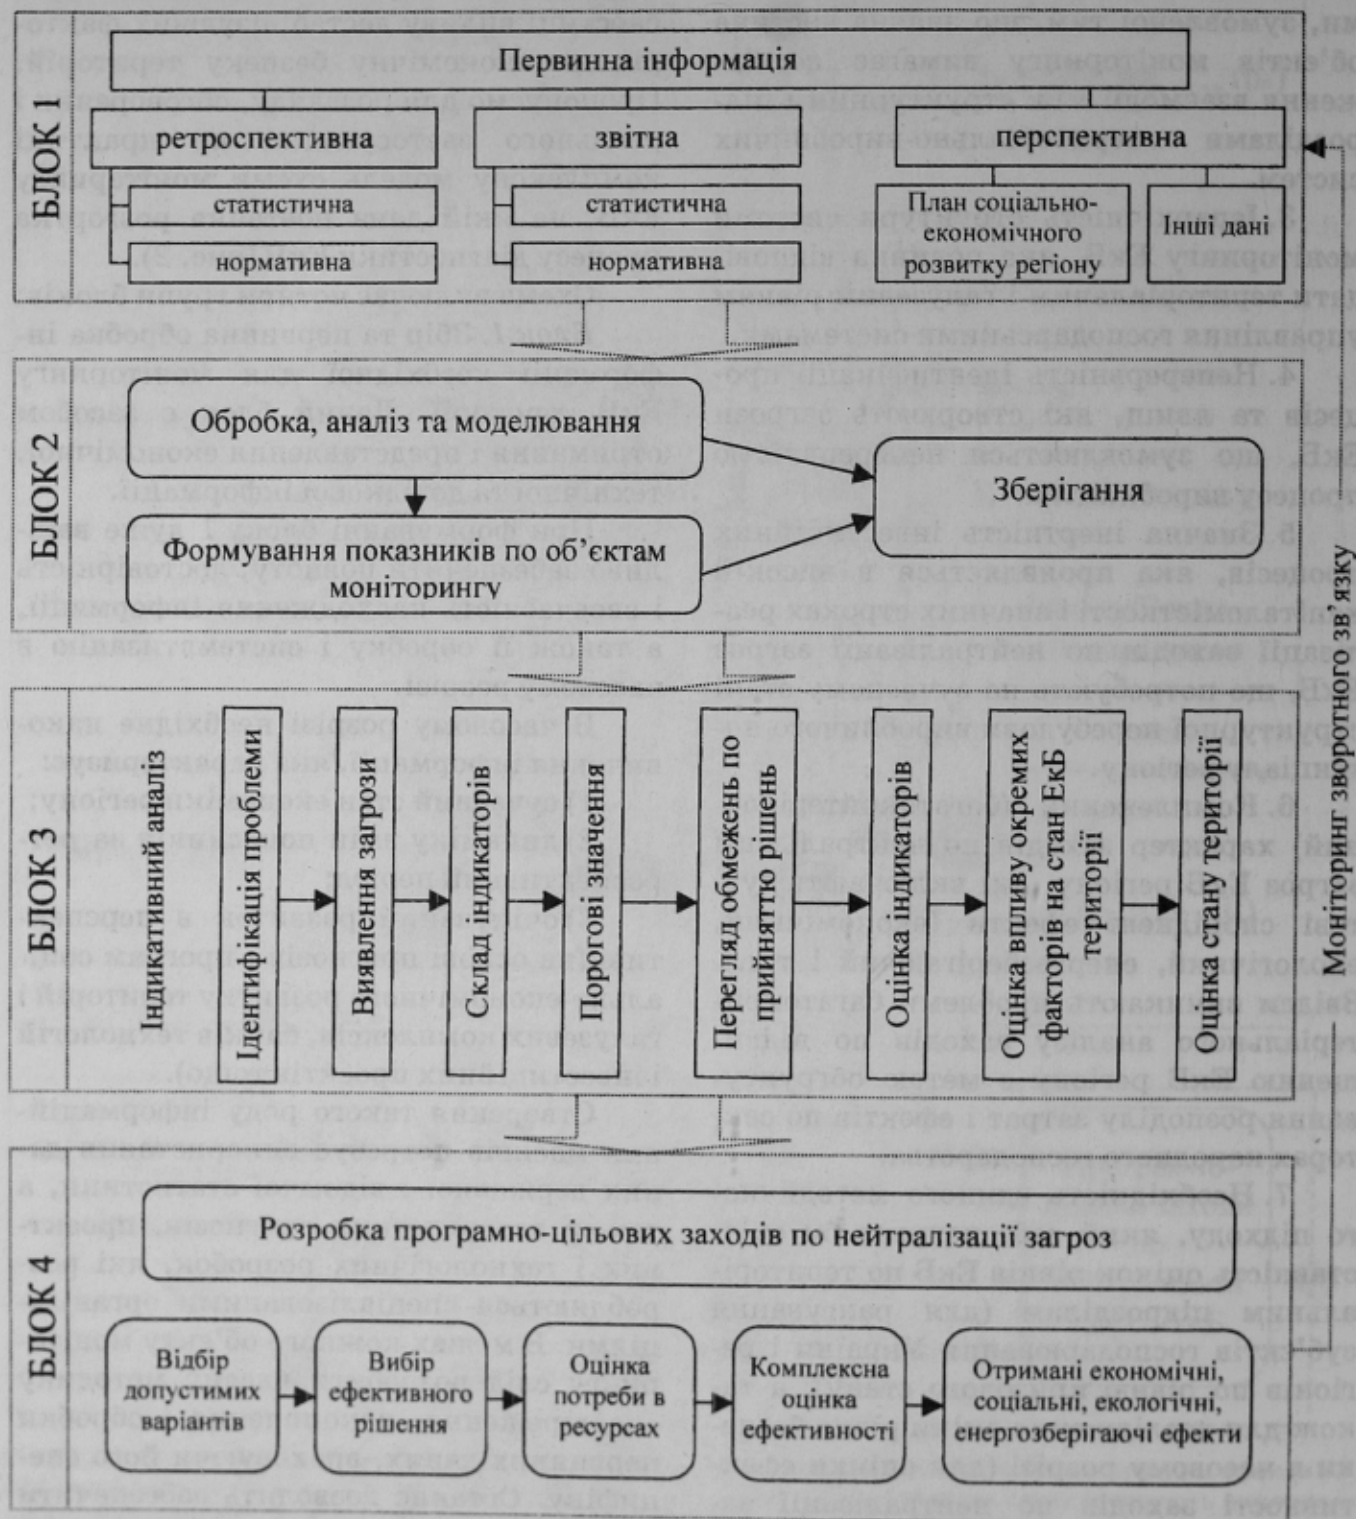 БЛОК 1
Первинна інформація
ретроспективна
звітна
перспективна
статистична
нормативна
статистична
нормативна
План соціально-
економічного
розвитку регіону
Інші дані
БЛОК 2
Обробка, аналіз та моделювання
Формування показників по об’єктам
моніторингу
Зберігання
БЛОК 3
Індикативний аналіз
Ідентифікація проблеми
Виявлення загрози
Склад індикаторів
Порогові значення
Перегляд обмежень по
прийняттю рішень
Оцінка індикаторів
Оцінка впливу окремих
факторів на стан ЕкБ
території
Оцінка стану території
БЛОК 4
Розробка програмно-цільових заходів по нейтралізації загроз
Відбір
допустимих
варіантів
Вибір
ефективного
рішення
Оцінка
потреби в
ресурсах
Комплексна
оцінка
ефективності
Отримані економічні,
соціальні, екологічні,
енергозберігаючі ефекти
Моніторинг зворотного зв’язку